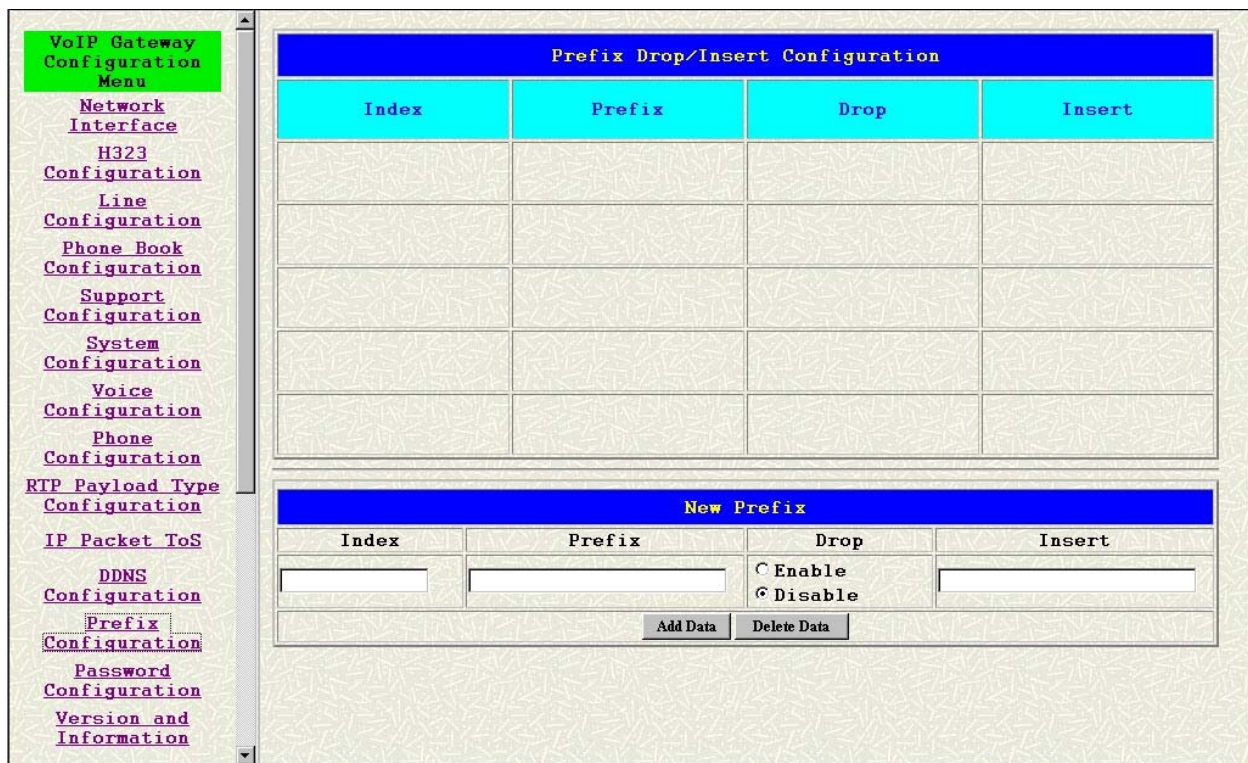 VoIP Gateway
Configuration
Menu
Network
Interface
H323
Configuration
Line
Configuration
Phone Book
Configuration
Support
Configuration
System
Configuration
Voice
Configuration
Phone
Configuration
RTP Payload Type
Configuration
IP Packet ToS
DDNS
Configuration
Prefix
Configuration
Password
Configuration
Version and
Information
Prefix Drop/Insert Configuration
Index Prefix Drop Insert
New Prefix
Index Prefix Drop Insert
Enable
Disable
Add Data Delete Data